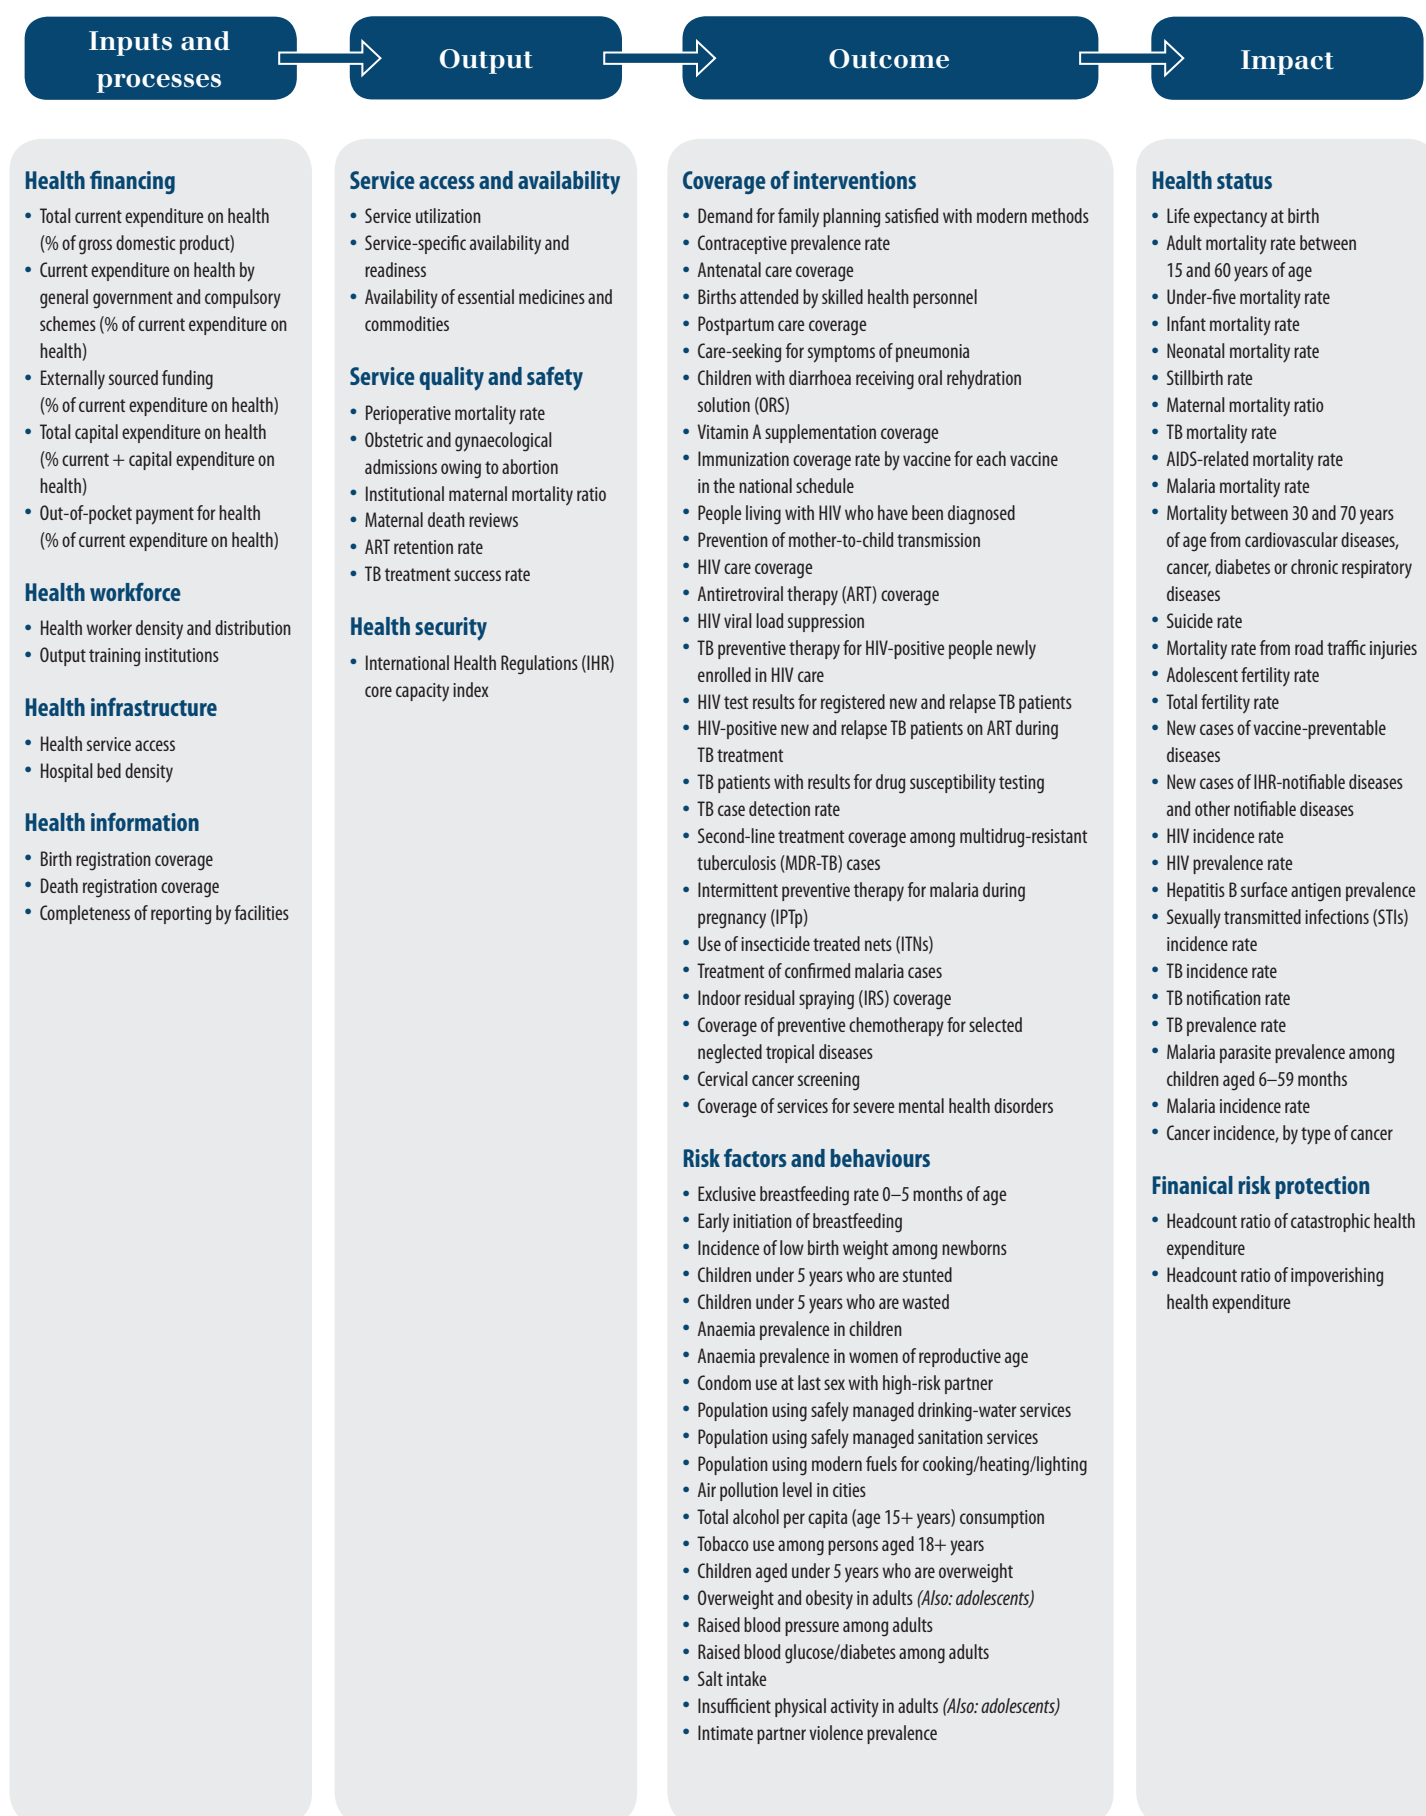 Inputs and
processes
Output
Outcome
Impact
Health financing
• Total current expenditure on health
(% of gross domestic product)
• Current expenditure on health by
general government and compulsory
schemes (% of current expenditure on
health)
• Externally sourced funding
(% of current expenditure on health)
• Total capital expenditure on health
(% current + capital expenditure on
health)
• Out-of-pocket payment for health
(% of current expenditure on health)
Health workforce
• Health worker density and distribution
• Output training institutions
Health infrastructure
• Health service access
• Hospital bed density
Health information
• Birth registration coverage
• Death registration coverage
• Completeness of reporting by facilities
Service access and availability
• Service utilization
• Service-specific availability and
readiness
• Availability of essential medicines and
commodities
Service quality and safety
• Perioperative mortality rate
• Obstetric and gynaecological
admissions owing to abortion
• Institutional maternal mortality ratio
• Maternal death reviews
• ART retention rate
• TB treatment success rate
Health security
• International Health Regulations (IHR)
core capacity index
Coverage of interventions
• Demand for family planning satisfied with modern methods
• Contraceptive prevalence rate
• Antenatal care coverage
• Births attended by skilled health personnel
• Postpartum care coverage
• Care-seeking for symptoms of pneumonia
• Children with diarrhoea receiving oral rehydration
solution (ORS)
• Vitamin A supplementation coverage
• Immunization coverage rate by vaccine for each vaccine
in the national schedule
• People living with HIV who have been diagnosed
• Prevention of mother-to-child transmission
• HIV care coverage
• Antiretroviral therapy (ART) coverage
• HIV viral load suppression
• TB preventive therapy for HIV-positive people newly
enrolled in HIV care
• HIV test results for registered new and relapse TB patients
• HIV-positive new and relapse TB patients on ART during
TB treatment
• TB patients with results for drug susceptibility testing
• TB case detection rate
• Second-line treatment coverage among multidrug-resistant
tuberculosis (MDR-TB) cases
• Intermittent preventive therapy for malaria during
pregnancy (IPTp)
• Use of insecticide treated nets (ITNs)
• Treatment of confirmed malaria cases
• Indoor residual spraying (IRS) coverage
• Coverage of preventive chemotherapy for selected
neglected tropical diseases
• Cervical cancer screening
• Coverage of services for severe mental health disorders
Risk factors and behaviours
• Exclusive breastfeeding rate 0–5 months of age
• Early initiation of breastfeeding
• Incidence of low birth weight among newborns
• Children under 5 years who are stunted
• Children under 5 years who are wasted
• Anaemia prevalence in children
• Anaemia prevalence in women of reproductive age
• Condom use at last sex with high-risk partner
• Population using safely managed drinking-water services
• Population using safely managed sanitation services
• Population using modern fuels for cooking/heating/lighting
• Air pollution level in cities
• Total alcohol per capita (age 15+ years) consumption
• Tobacco use among persons aged 18+ years
• Children aged under 5 years who are overweight
• Overweight and obesity in adults (Also: adolescents)
• Raised blood pressure among adults
• Raised blood glucose/diabetes among adults
• Salt intake
• Insufficient physical activity in adults (Also: adolescents)
• Intimate partner violence prevalence
Health status
• Life expectancy at birth
• Adult mortality rate between
15 and 60 years of age
• Under-five mortality rate
• Infant mortality rate
• Neonatal mortality rate
• Stillbirth rate
• Maternal mortality ratio
• TB mortality rate
• AIDS-related mortality rate
• Malaria mortality rate
• Mortality between 30 and 70 years
of age from cardiovascular diseases,
cancer, diabetes or chronic respiratory
diseases
• Suicide rate
• Mortality rate from road traffic injuries
• Adolescent fertility rate
• Total fertility rate
• New cases of vaccine-preventable
diseases
• New cases of IHR-notifiable diseases
and other notifiable diseases
• HIV incidence rate
• HIV prevalence rate
• Hepatitis B surface antigen prevalence
• Sexually transmitted infections (STIs)
incidence rate
• TB incidence rate
• TB notification rate
• TB prevalence rate
• Malaria parasite prevalence among
children aged 6–59 months
• Malaria incidence rate
• Cancer incidence, by type of cancer
Finanical risk protection
• Headcount ratio of catastrophic health
expenditure
• Headcount ratio of impoverishing
health expenditure